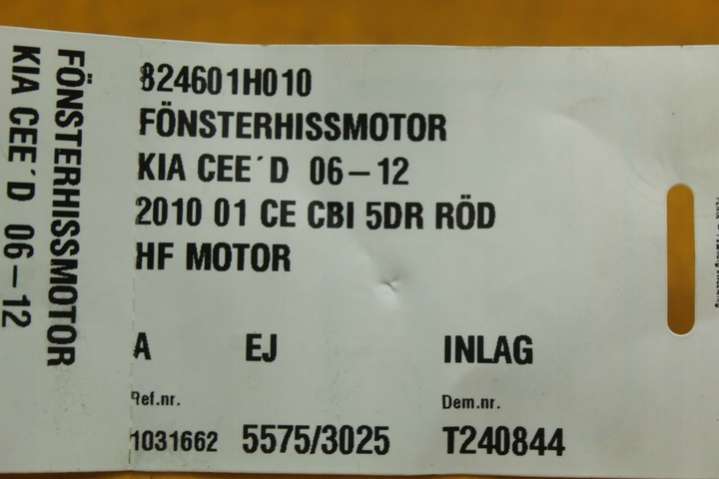 FÖNSTERHISSMOTOR
KIA CEE´D 06–12
824601H010
FÖNSTERHISSMOTOR
KIA CEE´D 06–12
2010 01 CE CBI 5DR RÖD
HF MOTOR
A EJ INLAG
Ref.nr. Dem.nr.
1031662 5575/3025 T240844